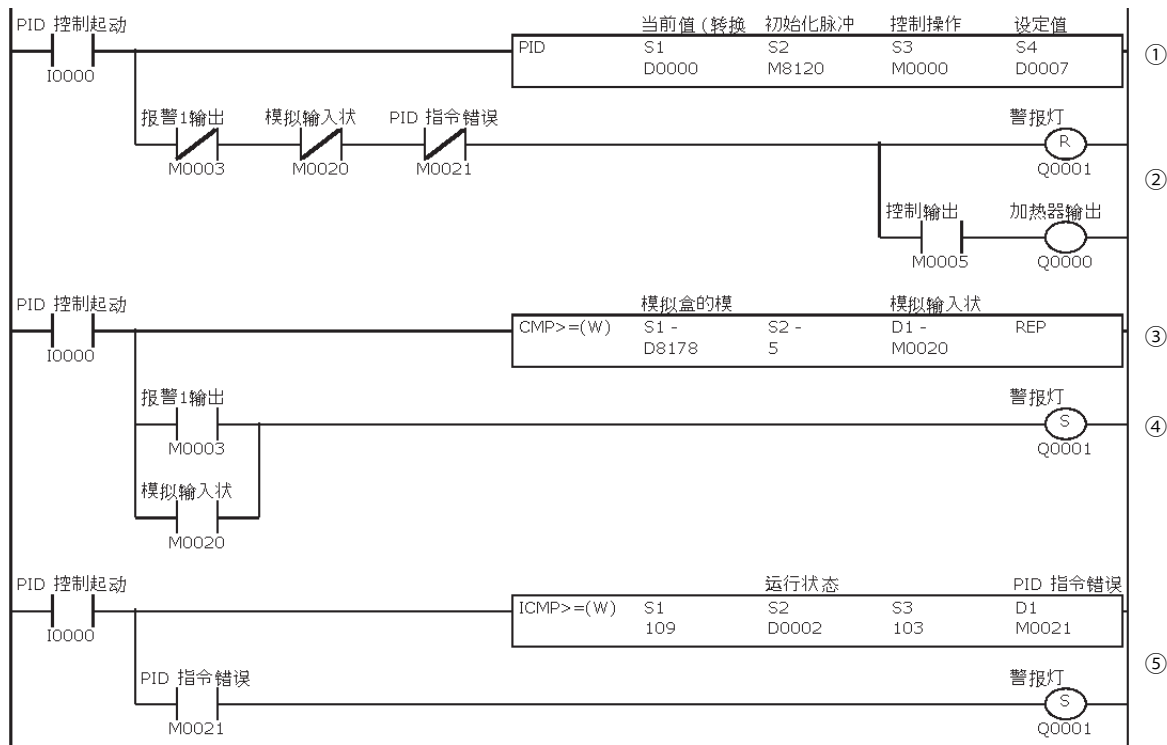 PID 控制起动
当前值(转换 初始化脉冲 控制操作 设定值
PID S1 S2 S3 S4
I0000 D0000 M8120 M0000 D0007
①
报警1输出 模拟输入状 PID 指令错误 警报灯
R
M0003 M0020 M0021 Q0001
②
控制输出 加热器输出
M0005 Q0000
PID 控制起动 模拟盒的模 模拟输入状
CMP>=(W) S1 - S2 - D1 - REP
I0000 D8178 5 M0020
③
报警1输出 警报灯
S
M0003 Q0001
④
模拟输入状
M0020
PID 控制起动 运行状态 PID 指令错误
ICMP>=(W) S1 S2 S3 D1
I0000 109 D0002 103 M0021
⑤
PID 指令错误 警报灯
S
M0021 Q0001